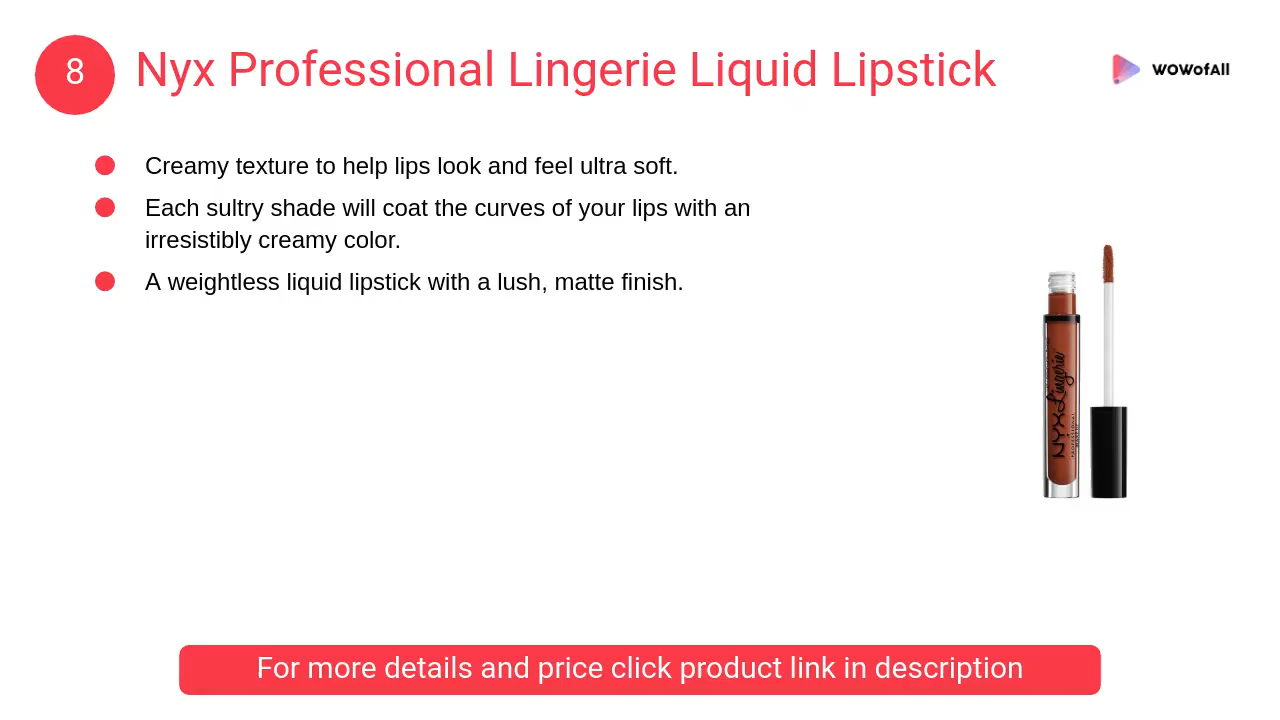 8
Nyx Professional Lingerie Liquid Lipstick
WOWofAll
Creamy texture to help lips look and feel ultra soft.
Each sultry shade will coat the curves of your lips with an
irresistibly creamy color.
A weightless liquid lipstick with a lush, matte finish.
NYX Lingerie
PROFESSIONAL
For more details and price click product link in description